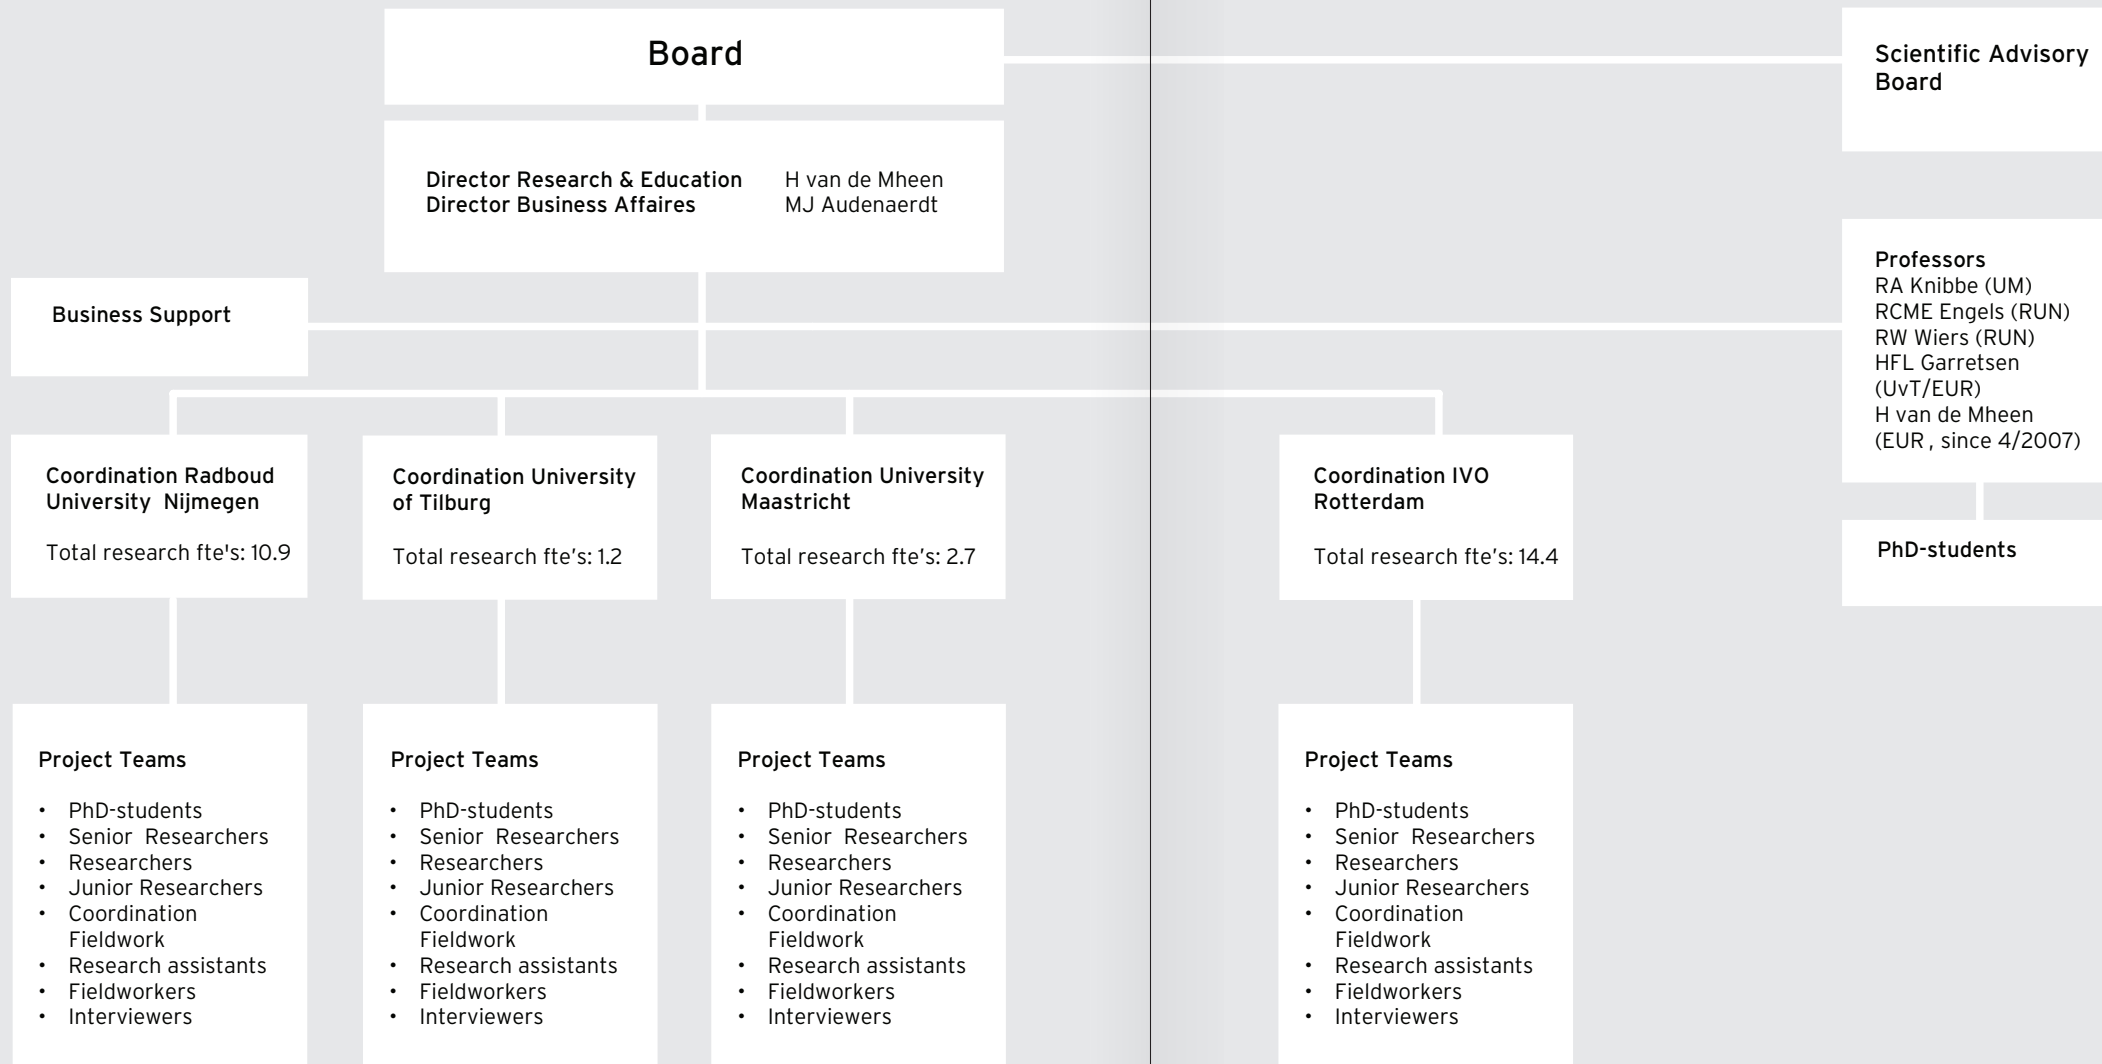 Board
Scientific Advisory
Board
Director Research & Education H van de Mheen
Director Business Affaires MJ Audenaerdt
Business Support
Professors
RA Knibbe (UM)
RCME Engels (RUN)
RW Wiers (RUN)
HFL Garretsen
(UvT/EUR)
H van de Mheen
(EUR , since 4/2007)
PhD-students
Coordination Radboud
University Nijmegen
Total research fte's: 10.9
Coordination University
of Tilburg
Total research fte’s: 1.2
Coordination University
Maastricht
Total research fte’s: 2.7
Coordination IVO
Rotterdam
Total research fte’s: 14.4
Project Teams
• PhD-students
• Senior Researchers
• Researchers
• Junior Researchers
• Coordination
Fieldwork
• Research assistants
• Fieldworkers
• Interviewers
Project Teams
• PhD-students
• Senior Researchers
• Researchers
• Junior Researchers
• Coordination
Fieldwork
• Research assistants
• Fieldworkers
• Interviewers
Project Teams
• PhD-students
• Senior Researchers
• Researchers
• Junior Researchers
• Coordination
Fieldwork
• Research assistants
• Fieldworkers
• Interviewers
Project Teams
• PhD-students
• Senior Researchers
• Researchers
• Junior Researchers
• Coordination
Fieldwork
• Research assistants
• Fieldworkers
• Interviewers